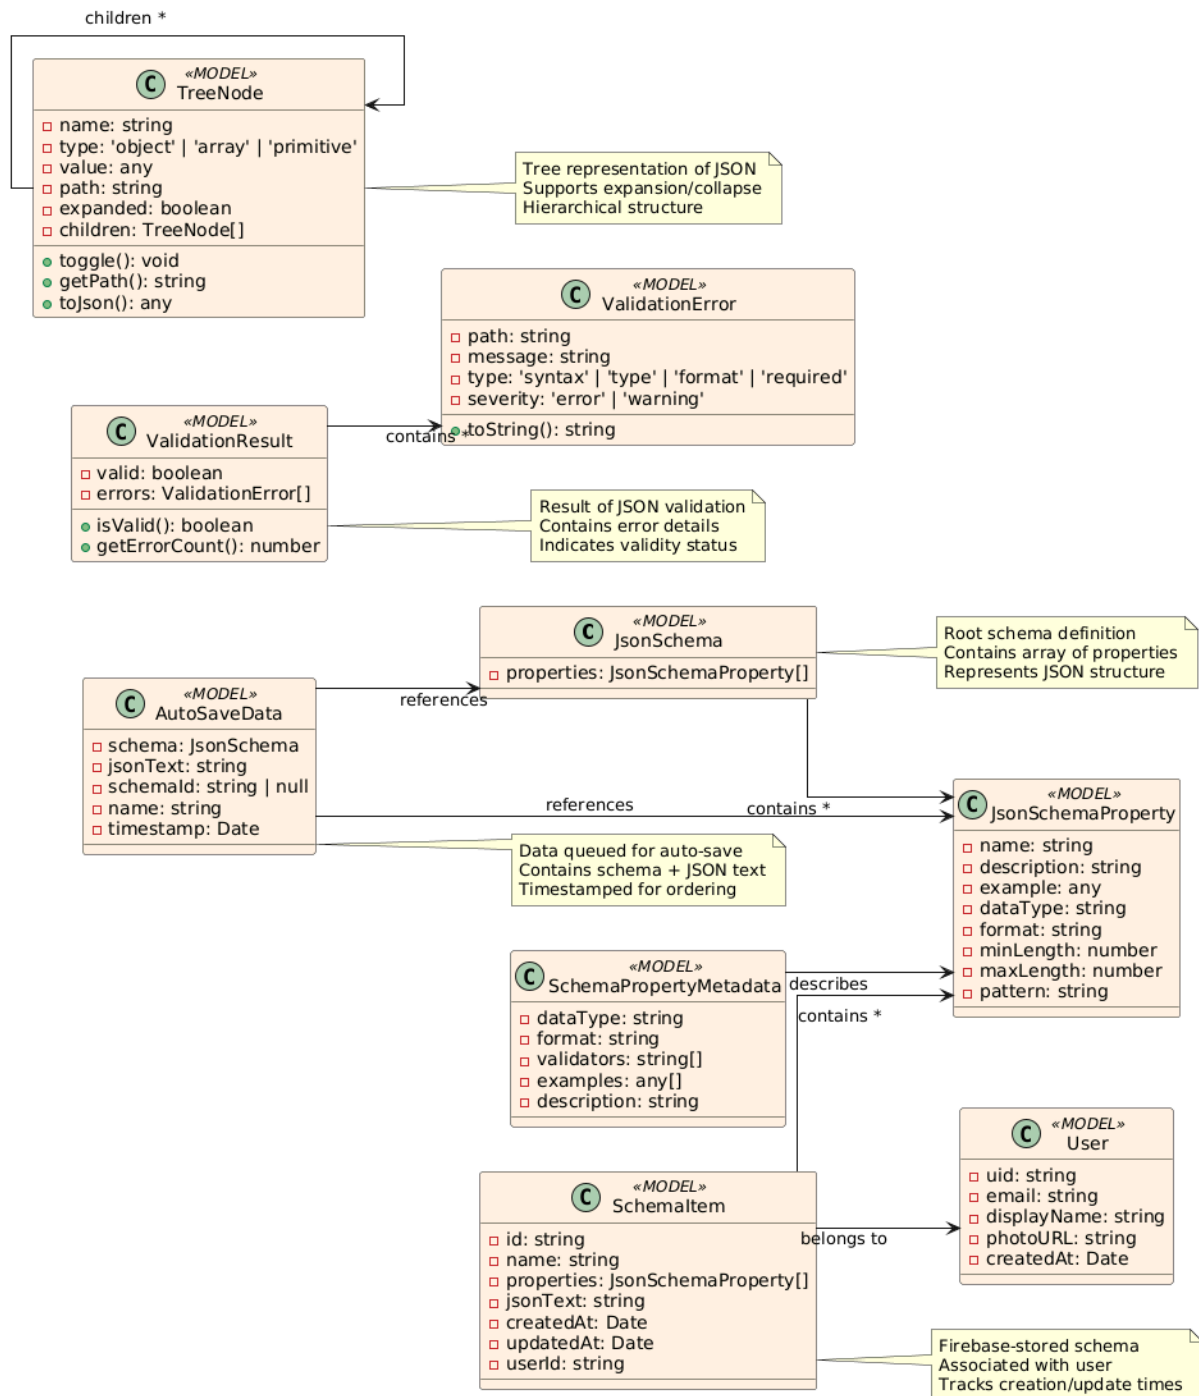 children *
C
«MODEL»
TreeNode
name: string
type: 'object' | 'array' | 'primitive'
value: any
path: string
expanded: boolean
children: TreeNode[]
toggle(): void
getPath(): string
toJson(): any
Tree representation of JSON
Supports expansion/collapse
Hierarchical structure
C
«MODEL»
ValidationError
path: string
message: string
type: 'syntax' | 'type' | 'format' | 'required'
severity: 'error' | 'warning'
toString(): string
C
«MODEL»
ValidationResult
valid: boolean
errors: ValidationError[]
isValid(): boolean
getErrorCount(): number
contains *
Result of JSON validation
Contains error details
Indicates validity status
C
«MODEL»
JsonSchema
properties: JsonSchemaProperty[]
Root schema definition
Contains array of properties
Represents JSON structure
C
«MODEL»
AutoSaveData
schema: JsonSchema
jsonText: string
schemaId: string | null
name: string
timestamp: Date
references
references
contains *
Data queued for auto-save
Contains schema + JSON text
Timestamped for ordering
C
«MODEL»
JsonSchemaProperty
name: string
description: string
example: any
dataType: string
format: string
minLength: number
maxLength: number
pattern: string
C
«MODEL»
SchemaPropertyMetadata
dataType: string
format: string
validators: string[]
examples: any[]
description: string
describes
contains *
C
«MODEL»
User
uid: string
email: string
displayName: string
photoURL: string
createdAt: Date
C
«MODEL»
SchemaItem
id: string
name: string
properties: JsonSchemaProperty[]
jsonText: string
createdAt: Date
updatedAt: Date
userId: string
belongs to
Firebase-stored schema
Associated with user
Tracks creation/update times